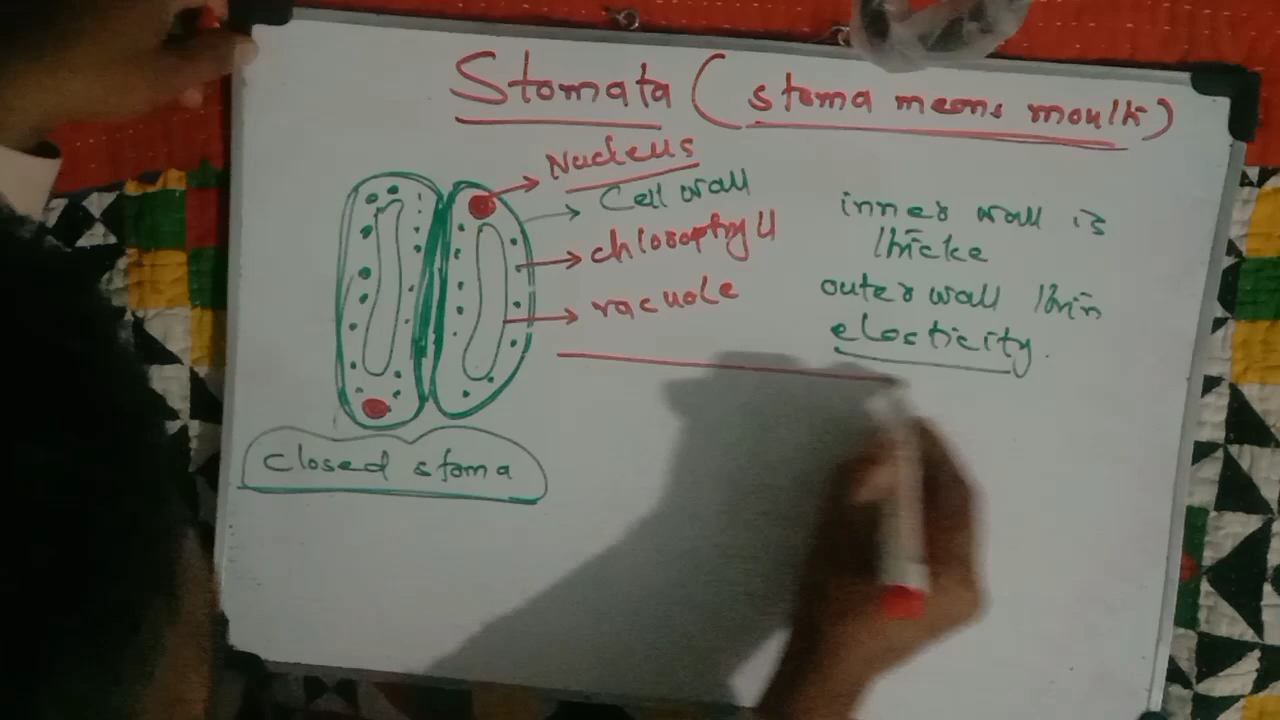 Stomata (stoma means mouth)
Nucleus
Cell wall
chlorophyll
vacuole
inner wall is
thicke
outer wall thin
elasticity.
closed stoma